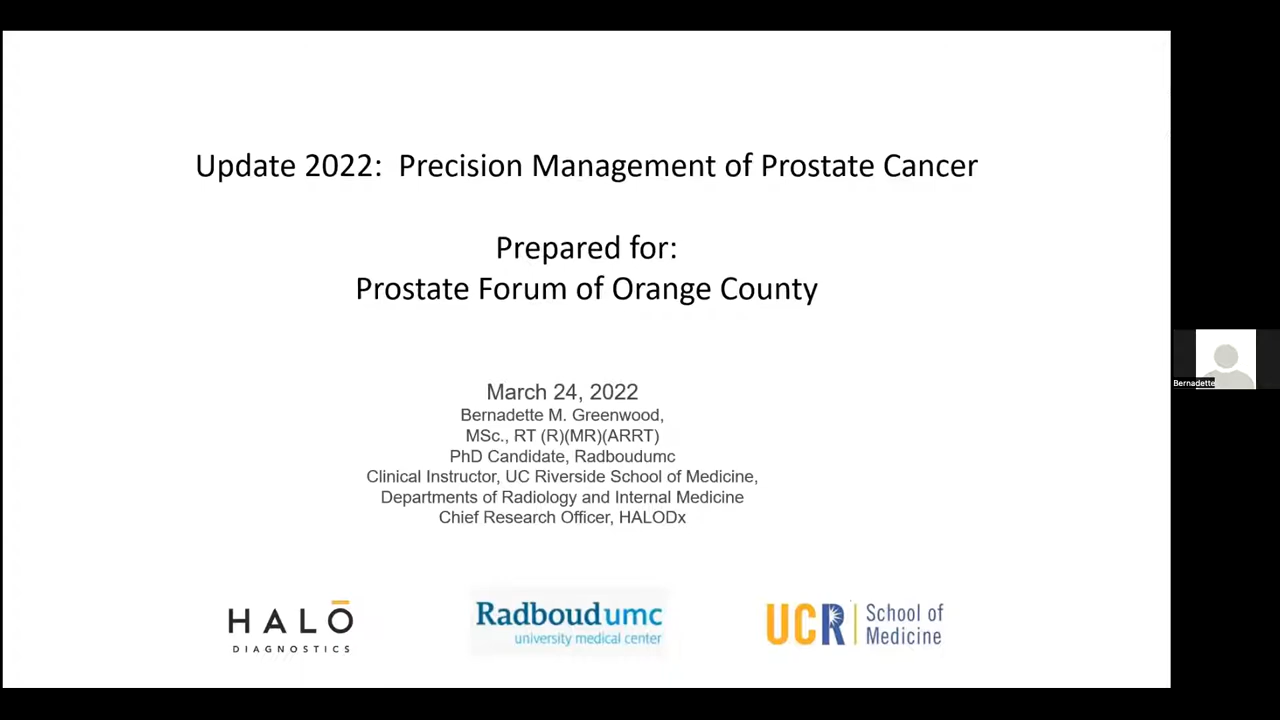 Update 2022:  Precision Management of Prostate Cancer
Prepared for:
Prostate Forum of Orange County
March 24, 2022
Bernadette M. Greenwood,
MSc., RT (R)(MR)(ARRT)
PhD Candidate, Radboudumc
Clinical Instructor, UC Riverside School of Medicine,
Departments of Radiology and Internal Medicine
Chief Research Officer, HALODx
HALŌ
DIAGNOSTICS
Radboudumc
university medical center
UCR School of
Medicine
Bernadette